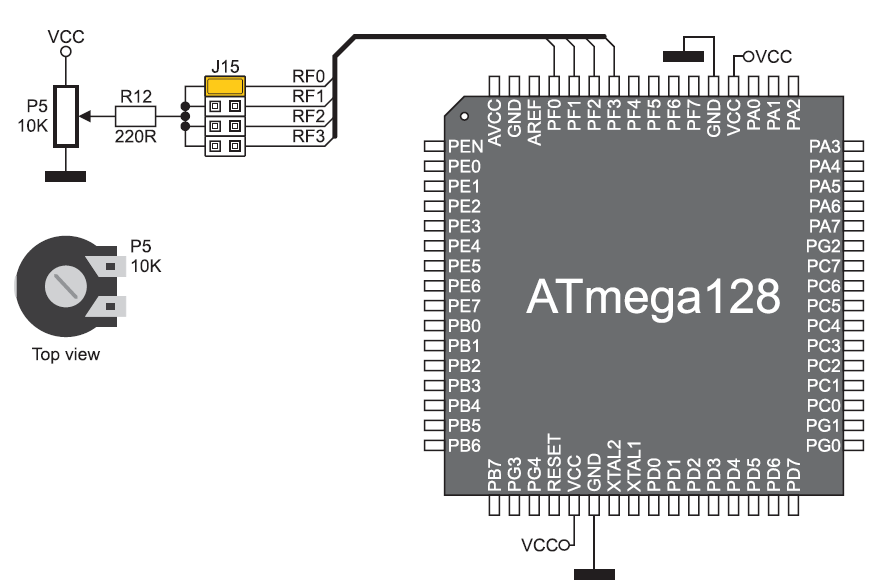 VCC
P5
10K
R12
220R
J15
RF0
RF1
RF2
RF3
VCC
AVCC
GND
AREF
PF0
PF1
PF2
PF3
PF4
PF5
PF6
PF7
GND
VCC
PA0
PA1
PA2
PEN
PE0
PE1
PE2
PE3
PE4
PE5
PE6
PE7
PB0
PB1
PB2
PB3
PB4
PB5
PB6
ATmega128
PA3
PA4
PA5
PA6
PA7
PG2
PC7
PC6
PC5
PC4
PC3
PC2
PC1
PC0
PG1
PG0
PB7
PG3
PG4
RESET
VCC
GND
XTAL2
XTAL1
PD0
PD1
PD2
PD3
PD4
PD5
PD6
PD7
VCC
P5
10K
Top view